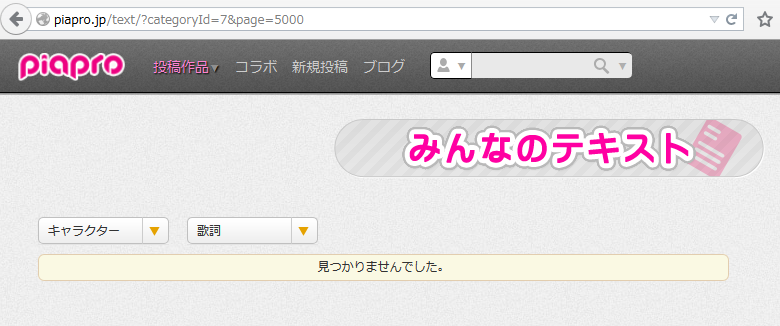 piapro.jp/text/?categoryId=7&page=5000
piapro 投稿作品▼ コラボ 新規投稿 ブログ
みんなのテキスト
キャラクター 歌詞
見つかりませんでした。